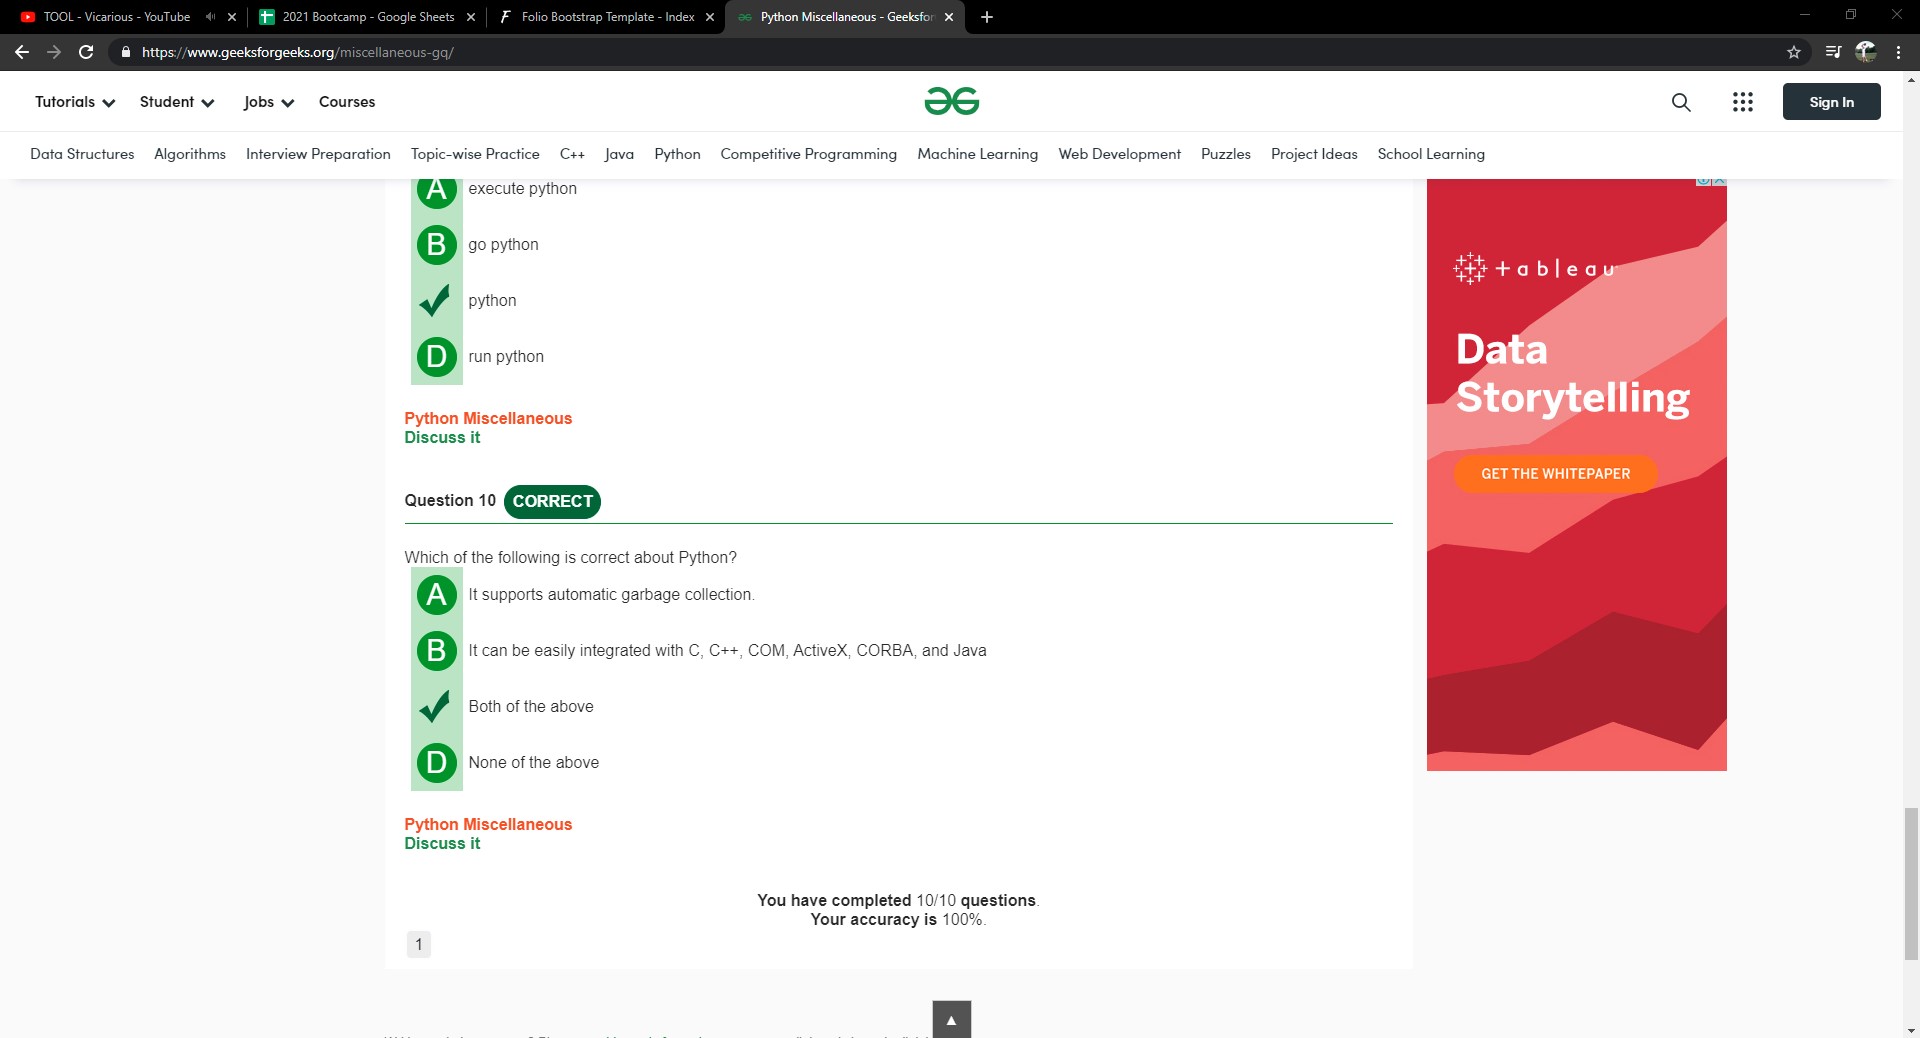 TOOL - Vicarious - YouTube
2021 Bootcamp - Google Sheets
Folio Bootstrap Template - Index
Python Miscellaneous - Geeksfor
https://www.geeksforgeeks.org/miscellaneous-gq/
Tutorials
Student
Jobs
Courses
Sign In
Data Structures
Algorithms
Interview Preparation
Topic-wise Practice
C++
Java
Python
Competitive Programming
Machine Learning
Web Development
Puzzles
Project Ideas
School Learning
A execute python
B go python
python
D run python
Python Miscellaneous
Discuss it
Question 10 CORRECT
Which of the following is correct about Python?
A It supports automatic garbage collection.
B It can be easily integrated with C, C++, COM, ActiveX, CORBA, and Java
Both of the above
D None of the above
Python Miscellaneous
Discuss it
You have completed 10/10 questions.
Your accuracy is 100%.
1
tableau
Data
Storytelling
GET THE WHITEPAPER